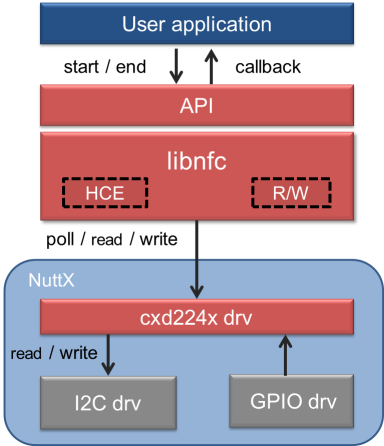 User application
start / end
callback
API
libnfc
HCE
R/W
poll / read / write
NuttX
cxd224x drv
read / write
I2C drv
GPIO drv